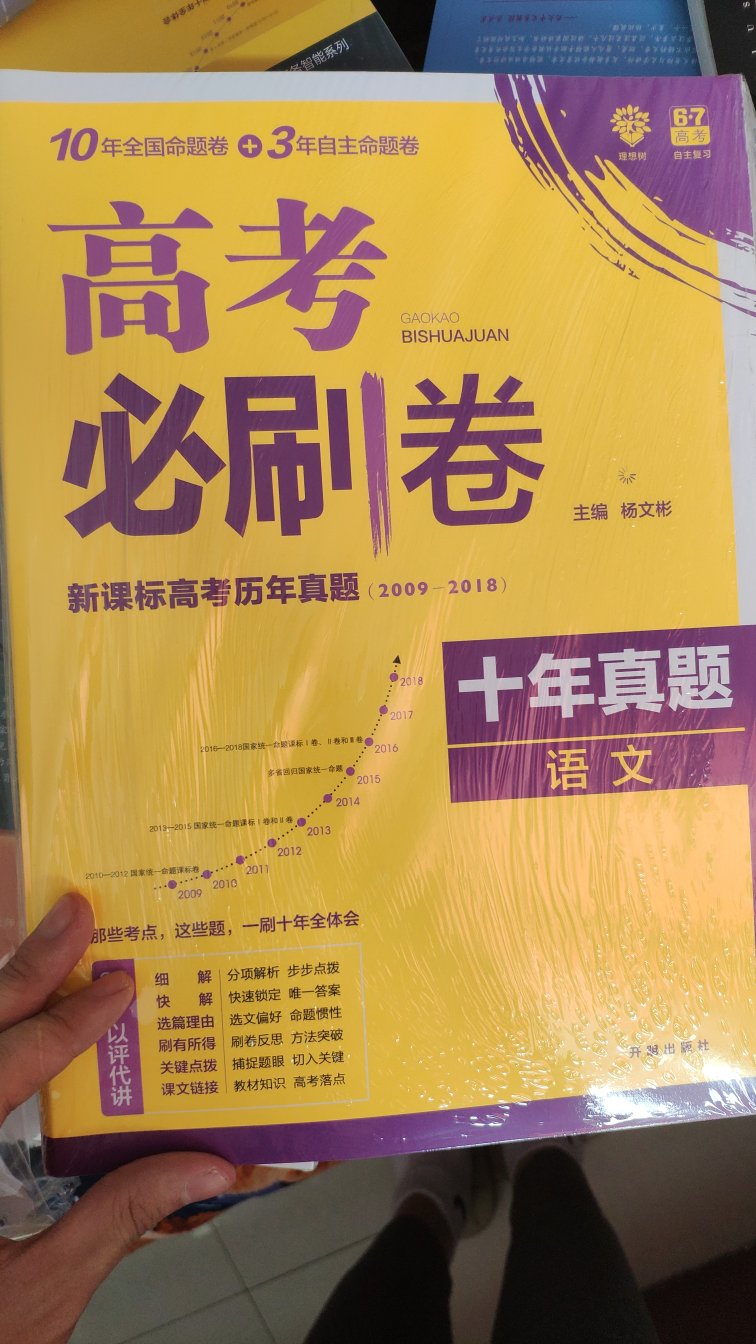 务智能系列
10年全国命题卷+3年自主命题卷
理想树
6·7
高考
自主复习
高考
GAOKAO
BISHUAJUAN
必刷卷
主编 杨文彬
新课标高考历年真题(2009-2018)
十年真题
语文
2018
2017
2016—2018国家统一命题课标Ⅰ卷、Ⅱ卷和Ⅲ卷
2016
多省回归国家统一命题
2015
2014
2013—2015 国家统一命题课标Ⅰ卷和Ⅱ卷
2013
2012
2011
2010—2012 国家统一命题课标卷
2010
2009
那些考点，这些题，一刷十年全体会
以评代讲
细 解 分项解析 步步点拨
快 解 快速锁定 唯一答案
选篇理由 选文偏好 命题惯性
刷有所得 刷卷反思 方法突破
关键点拨 捕捉题眼 切入关键
课文链接 教材知识 高考落点
开明出版社